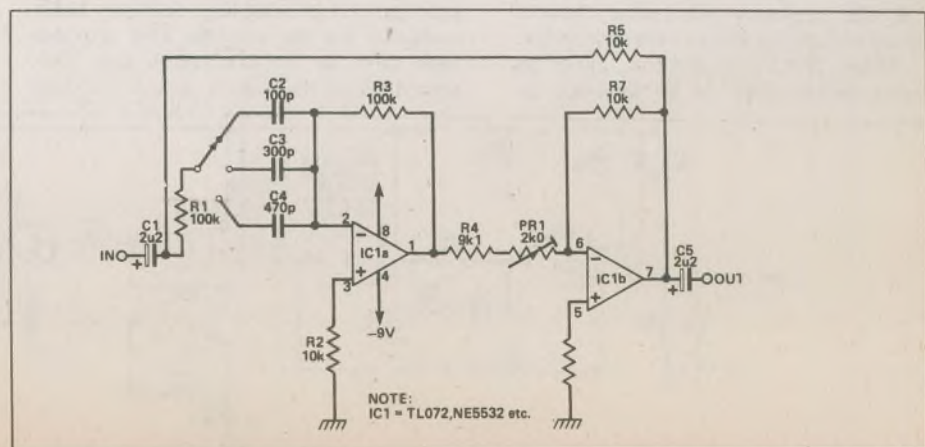 R5
10k
R7
10k
C2
100p
R3
100k
C3
300p
C4
470p
R1
100k
C1
2u2
IN
+
2
8
1
−
IC1a
+
3
4
−9V
R4
9k1
PR1
2k0
6
−
IC1b
7
+
5
C5
2u2
+
OU1
R2
10k
NOTE:
IC1 = TL072,NE5532 etc.